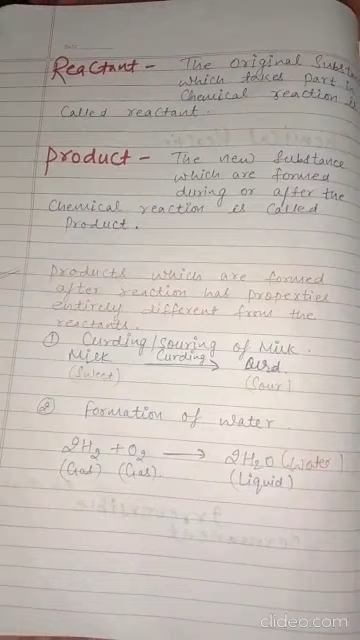 DATE
Reactant - The Original Substan
which takes part in
Chemical reaction is
Called reactant.
Product - The new Substance
which are formed
during or after the
Chemical reaction is Called
Product.
Products which are formed
after reaction has properties
entirely different from the
reactants.
① Curding/Souring of Milk.
Milk Curding → Curd.
(Sweet) (Sour)
② Formation of water
2H₂ + O₂ → 2H₂O (Water)
(Gas) (Gas) (Liquid)
clideo.com